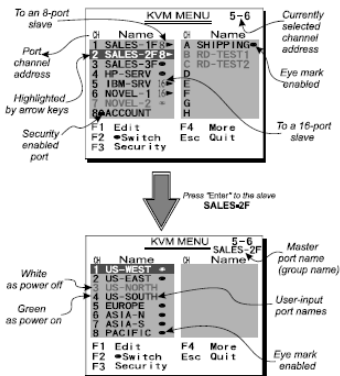 To an 8-port
slave
KVM MENU 5-6
Currently
selected
channel
address
Port
channel
address
CH Name CH Name
1 SALES-1F 8► A SHIPPING●
2 SALES-2F 8► B RD-TEST1
3 SALES-3F● C RD-TEST2
4 HP-SERV ● D
5 IBM-SRV 16► E
6 NOVEL-1 16► F
7 NOVEL-2 ● G
8 ACCOUNT H
Eye mark
enabled
Highlighted
by arrow keys
Security
enabled
port
To a 16-port
slave
F1 Edit F4 More
F2 ●Switch Esc Quit
F3 Security
Press "Enter" to the slave
SALES•2F
KVM MENU 5-6
SALES-2F
Master
port name
(group name)
CH Name CH Name
1 US-WEST ●
2 US-EAST ●
3 US-NORTH
4 US-SOUTH
5 EUROPE ●
6 ASIA-N ●
7 ASIA-S ●
8 PACIFIC ●
White
as power off
Green
as power on
User-input
port names
F1 Edit F4 More
F2 ●Switch Esc Quit
F3 Security
Eye mark
enabled